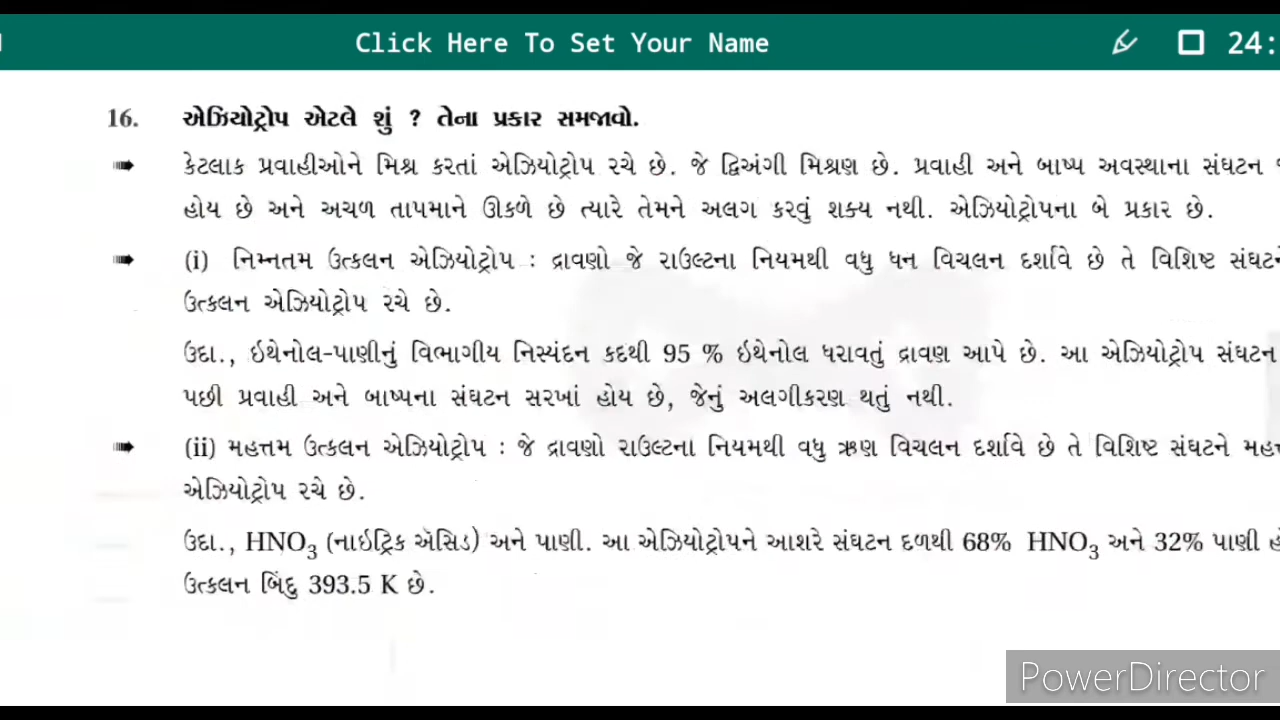 Click Here To Set Your Name
24:
16. એઝિયોટ્રોપ એટલે શું ? તેના પ્રકાર સમજાવો.
કેટલાક પ્રવાહીઓને મિશ્ર કરતાં એઝિયોટ્રોપ રચે છે. જે દ્વિઅંગી મિશ્રણ છે. પ્રવાહી અને બાષ્પ અવસ્થાના સંઘટન
હોય છે અને અચળ તાપમાને ઊકળે છે ત્યારે તેમને અલગ કરવું શક્ય નથી. એઝિયોટ્રોપના બે પ્રકાર છે.
(i) નિમ્નતમ ઉત્કલન એઝિયોટ્રોપ : દ્રાવણો જે રાઉલ્ટના નિયમથી વધુ ધન વિચલન દર્શાવે છે તે વિશિષ્ટ
ઉત્કલન એઝિયોટ્રોપ રચે છે.
ઉદા., ઇથેનોલ-પાણીનું વિભાગીય નિસ્યંદન કદથી 95 % ઇથેનોલ ધરાવતું દ્રાવણ આપે છે. આ એઝિયોટ્રોપ સંઘટન
પછી પ્રવાહી અને બાષ્પના સંઘટન સરખાં હોય છે, જેનું અલગીકરણ થતું નથી.
(ii) મહત્તમ ઉત્કલન એઝિયોટ્રોપ : જે દ્રાવણો રાઉલ્ટના નિયમથી વધુ ઋણ વિચલન દર્શાવે છે તે વિશિષ્ટ સંઘટને
એઝિયોટ્રોપ રચે છે.
ઉદા., HNO₃ (નાઇટ્રિક ઍસિડ) અને પાણી. આ એઝિયોટ્રોપને આશરે સંઘટન દળથી 68% HNO₃ અને 32% પાણી
ઉત્કલન બિંદુ 393.5 K છે.
PowerDirector